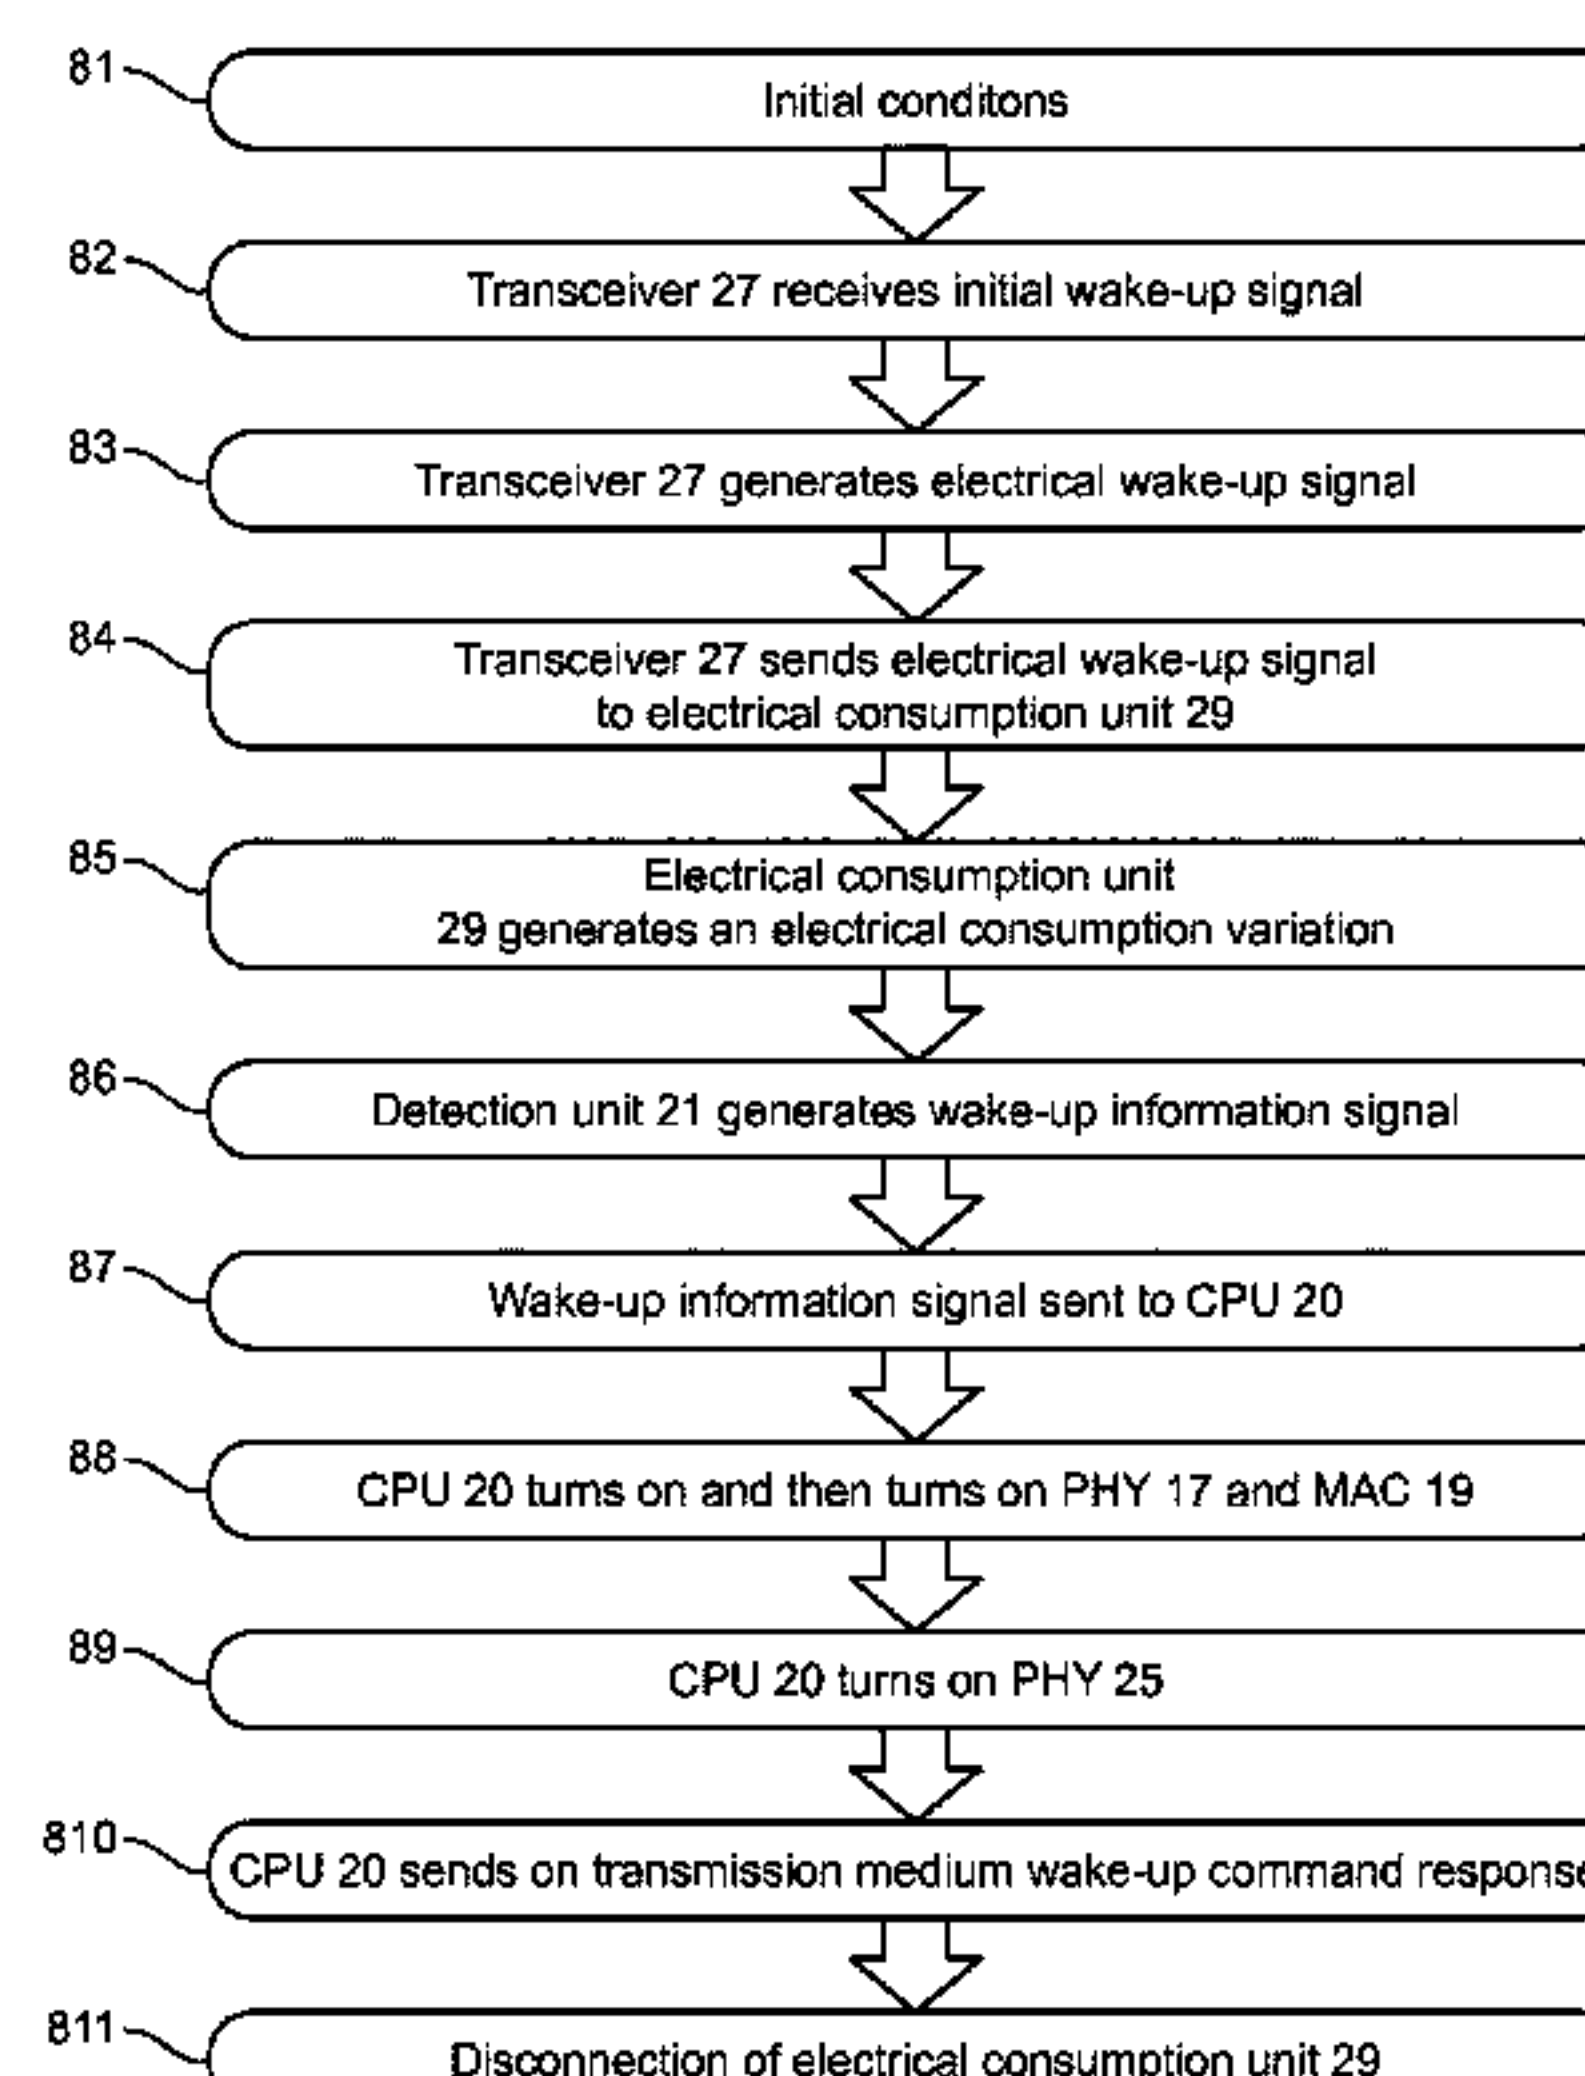 81
Initial conditons
82
Transceiver 27 receives initial wake-up signal
83
Transceiver 27 generates electrical wake-up signal
84
Transceiver 27 sends electrical wake-up signal
to electrical consumption unit 29
85
Electrical consumption unit
29 generates an electrical consumption variation
86
Detection unit 21 generates wake-up information signal
87
Wake-up information signal sent to CPU 20
88
CPU 20 turns on and then turns on PHY 17 and MAC 19
89
CPU 20 turns on PHY 25
810
CPU 20 sends on transmission medium wake-up command response
811
Disconnection of electrical consumption unit 29